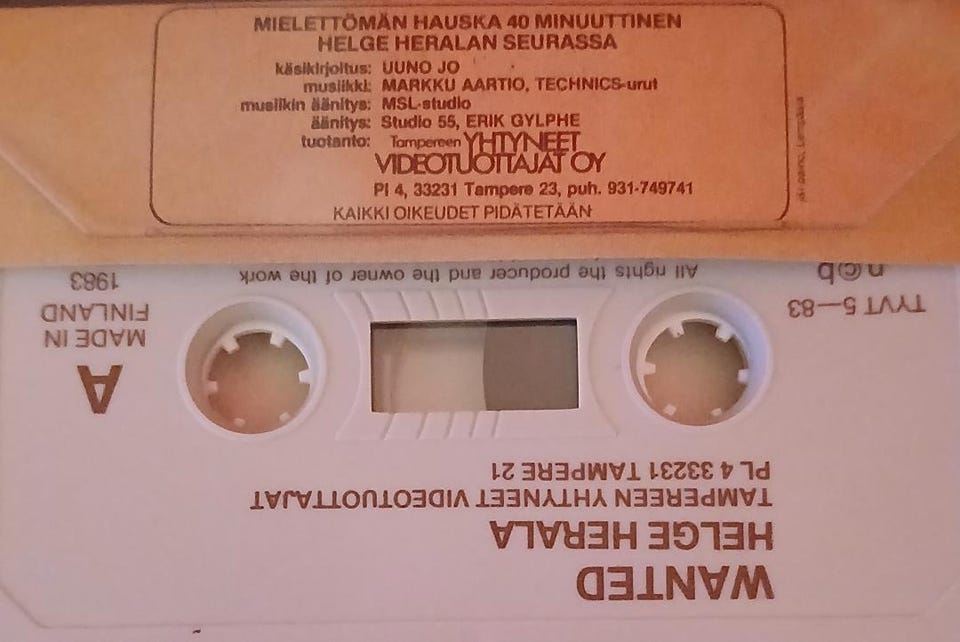 MIELETTÖMÄN HAUSKA 40 MINUUTTINEN
HELGE HERALAN SEURASSA
käsikirjoitus: UUNO JO
musiikki: MARKKU AARTIO, TECHNICS-urut
musiikin äänitys: MSL-studio
äänitys: Studio 55, ERIK GYLPHE
tuotanto: Tampereen YHTYNEET
VIDEOTUOTTAJAT OY
Pl 4, 33231 Tampere 23, puh. 931-749741
KAIKKI OIKEUDET PIDÄTETÄÄN
WANTED
HELGE HERALA
TAMPEREEN YHTYNEET VIDEOTUOTTAJAT
PL 4 33231 TAMPERE 21
A
MADE IN
FINLAND
1983
TYVT 5—83
n©b
All rights the producer and the owner of the work